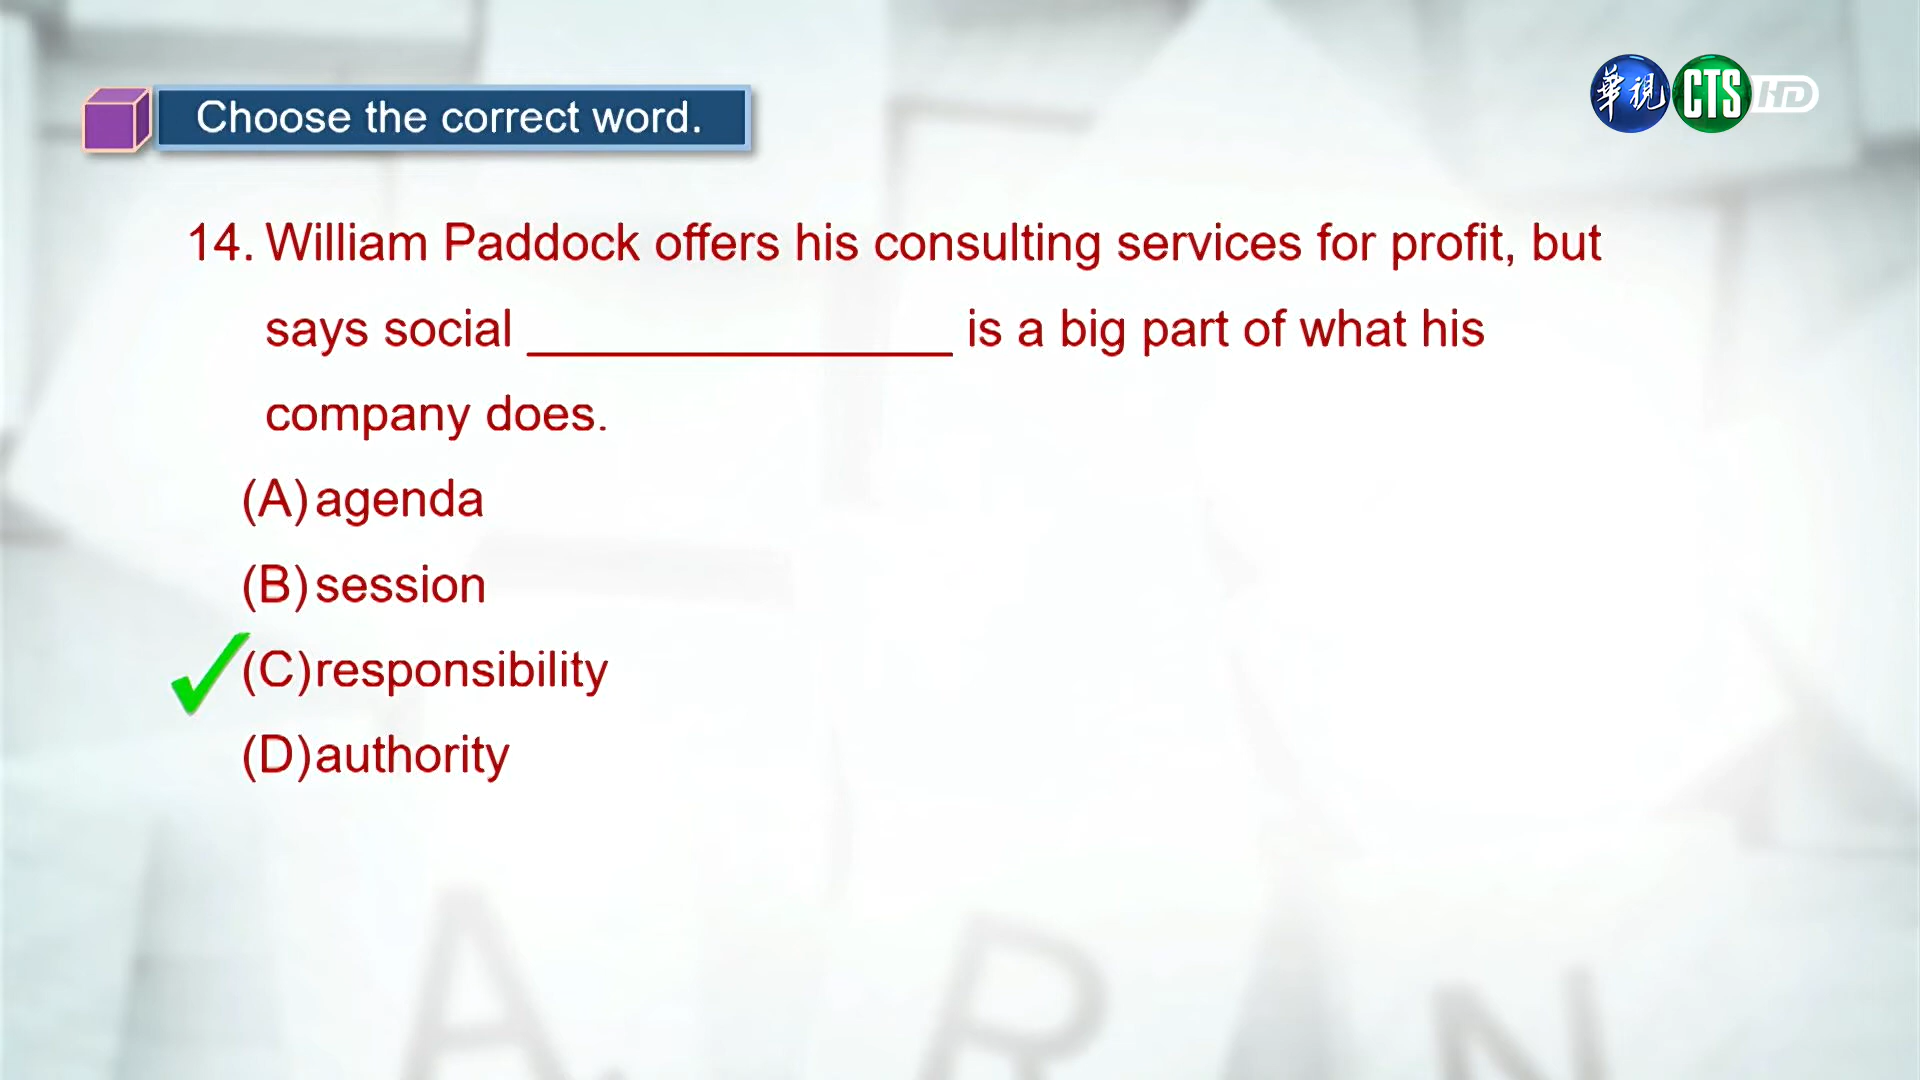 華視 CTS HD
Choose the correct word.
14. William Paddock offers his consulting services for profit, but
says social ________________ is a big part of what his
company does.
(A) agenda
(B) session
(C) responsibility
(D) authority
A R N